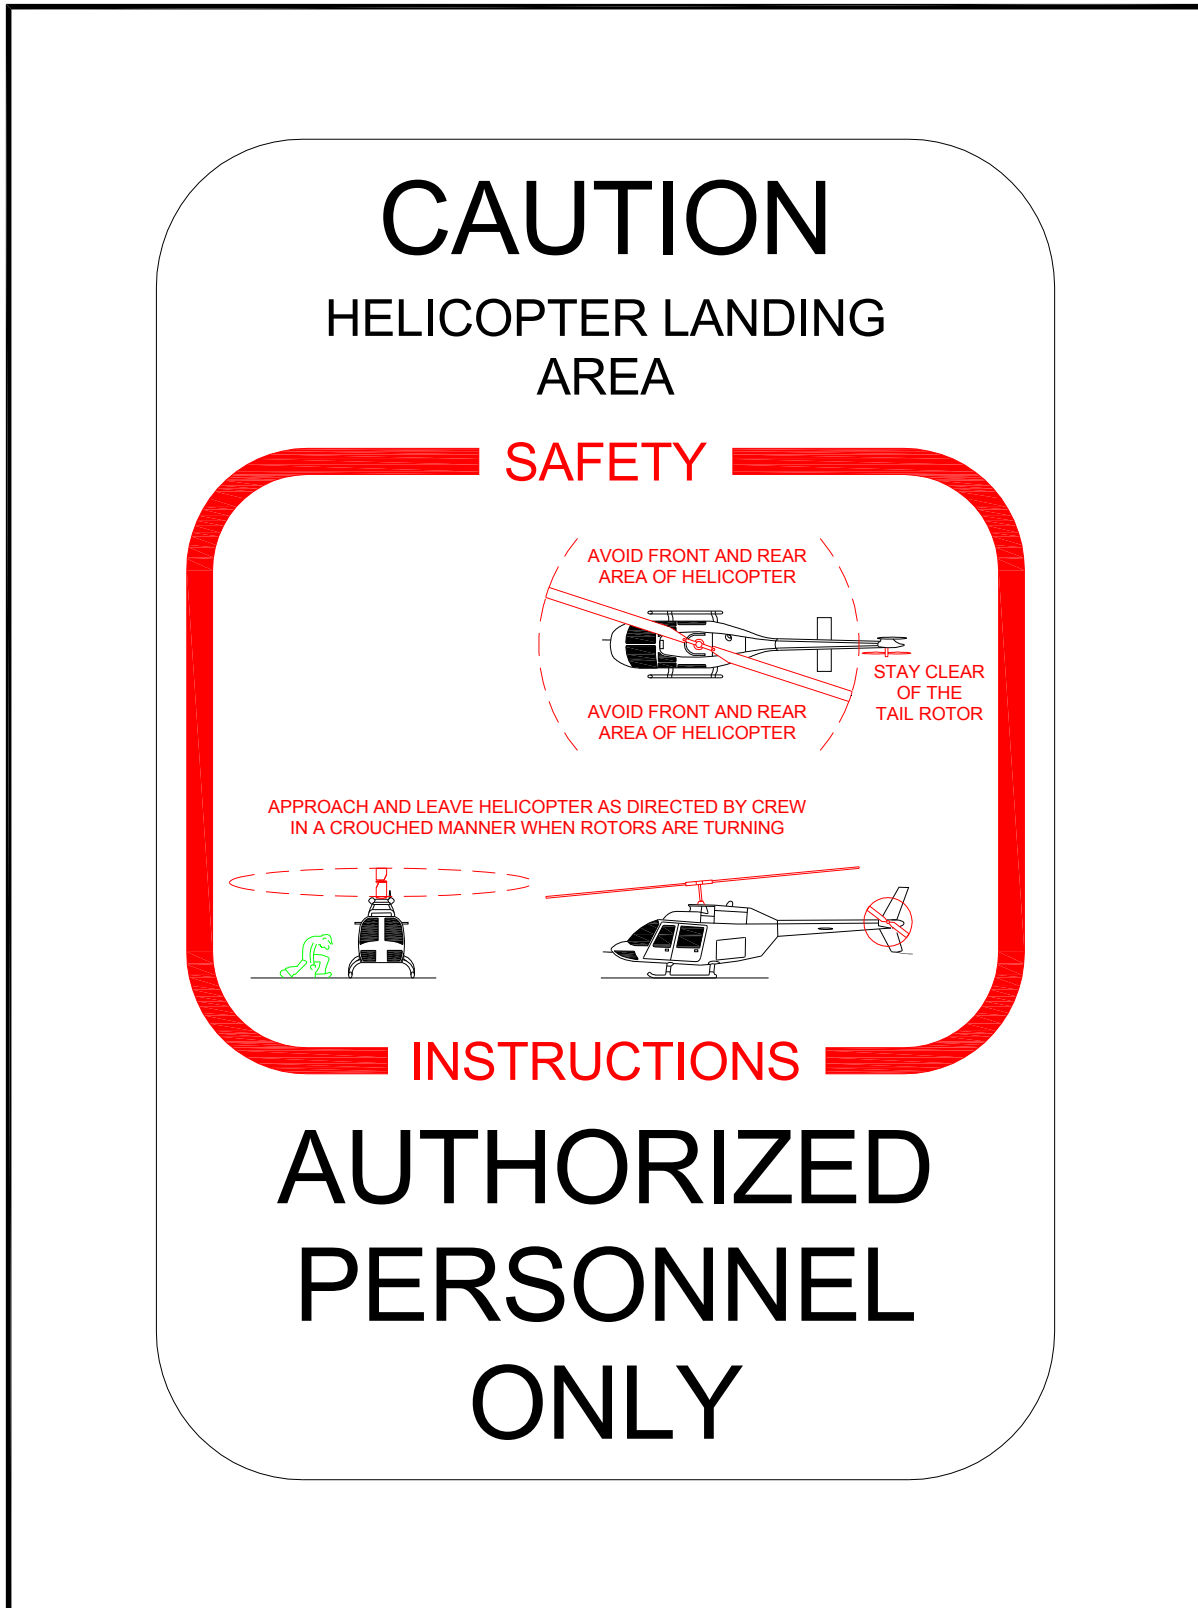 CAUTION
HELICOPTER LANDING
AREA
SAFETY
AVOID FRONT AND REAR
AREA OF HELICOPTER
STAY CLEAR
OF THE
TAIL ROTOR
AVOID FRONT AND REAR
AREA OF HELICOPTER
APPROACH AND LEAVE HELICOPTER AS DIRECTED BY CREW
IN A CROUCHED MANNER WHEN ROTORS ARE TURNING
INSTRUCTIONS
AUTHORIZED
PERSONNEL
ONLY